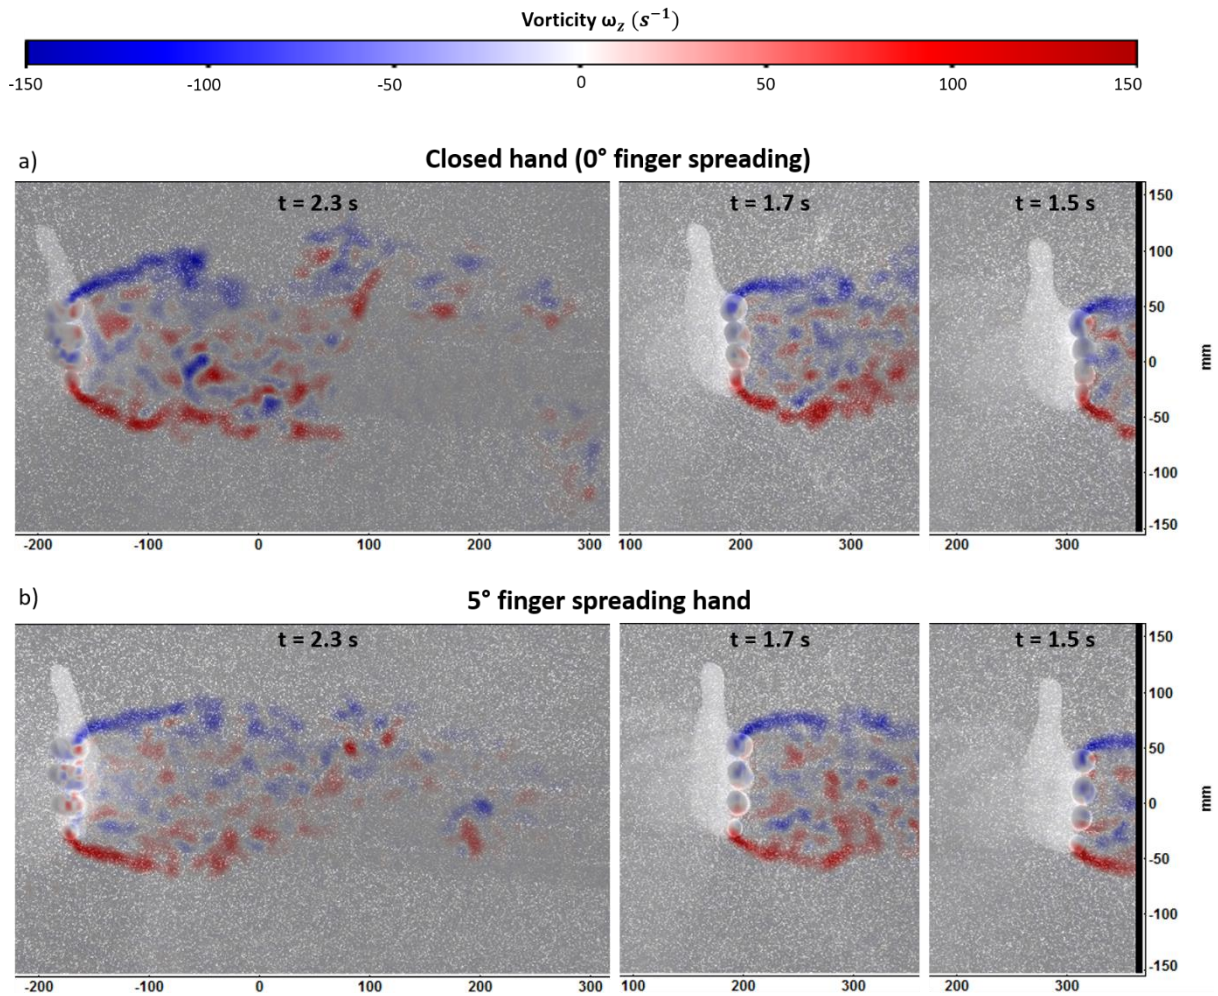 Vorticity ω_z (s⁻¹)
-150 -100 -50 0 50 100 150
a)
Closed hand (0° finger spreading)
t = 2.3 s t = 1.7 s t = 1.5 s
150
100
50
0
-50
-100
-150
mm
-200 -100 0 100 200 300 100 200 300 200 300
b)
5° finger spreading hand
t = 2.3 s t = 1.7 s t = 1.5 s
150
100
50
0
-50
-100
-150
mm
-200 -100 0 100 200 300 100 200 300 200 300